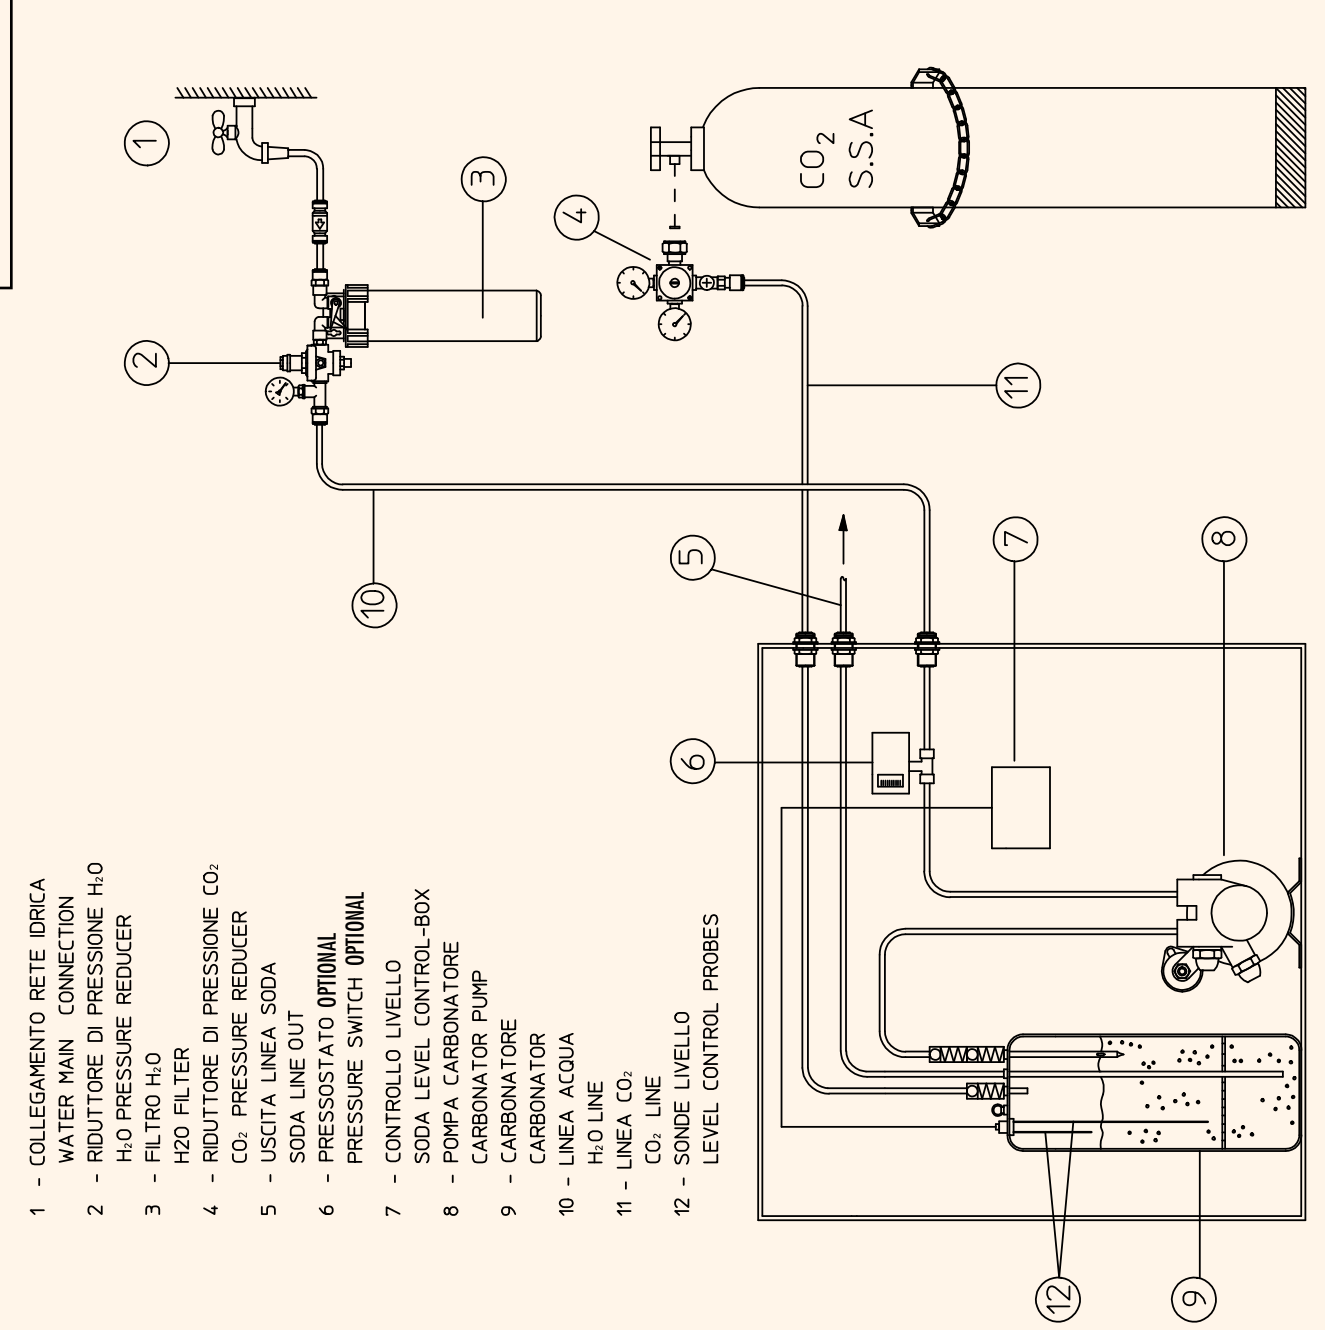 1 - COLLEGAMENTO RETE IDRICA
WATER MAIN CONNECTION
2 - RIDUTTORE DI PRESSIONE H₂O
H₂O PRESSURE REDUCER
3 - FILTRO H₂O
H2O FILTER
4 - RIDUTTORE DI PRESSIONE CO₂
CO₂ PRESSURE REDUCER
5 - USCITA LINEA SODA
SODA LINE OUT
6 - PRESSOSTATO OPTIONAL
PRESSURE SWITCH OPTIONAL
7 - CONTROLLO LIVELLO
SODA LEVEL CONTROL-BOX
8 - POMPA CARBONATORE
CARBONATOR PUMP
9 - CARBONATORE
CARBONATOR
10 - LINEA ACQUA
H₂O LINE
11 - LINEA CO₂
CO₂ LINE
12 - SONDE LIVELLO
LEVEL CONTROL PROBES
1
2
3
4
CO₂
S.S.A
11
10
5
6
7
8
12
9